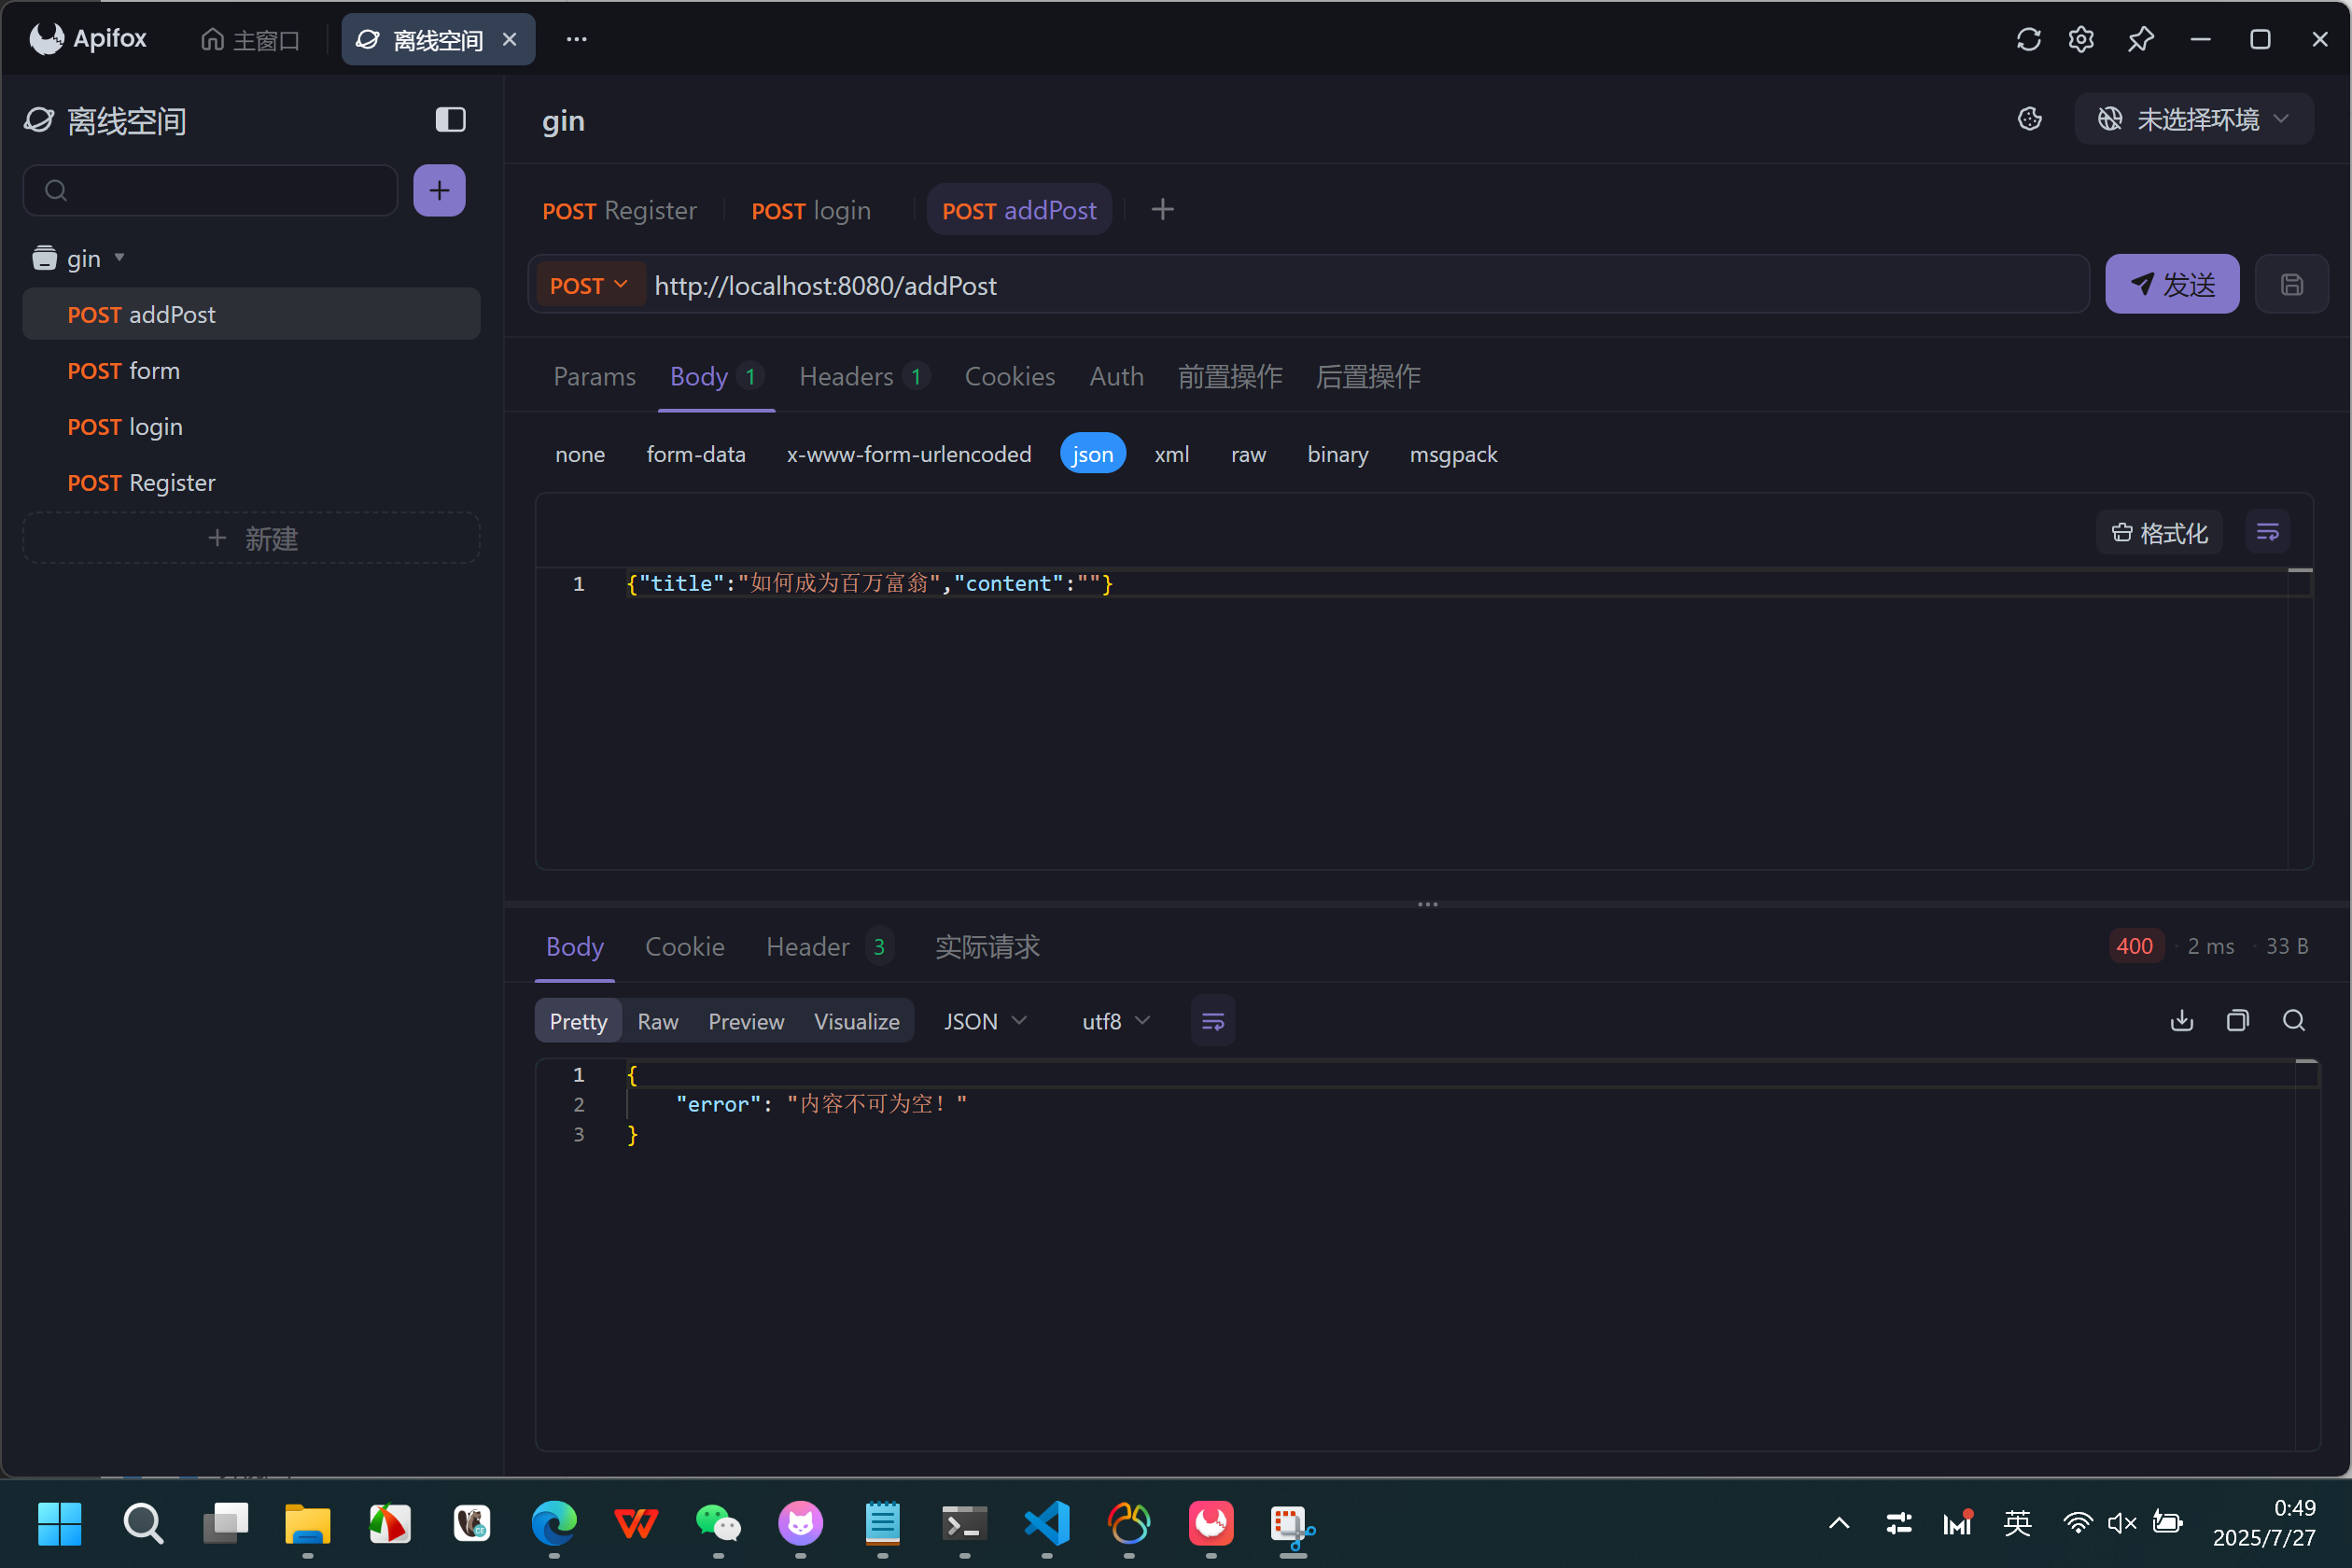 Apifox 主窗口 离线空间
离线空间
gin
未选择环境
gin
POST addPost
POST form
POST login
POST Register
新建
POST Register POST login POST addPost
POST http://localhost:8080/addPost 发送
Params Body 1 Headers 1 Cookies Auth 前置操作 后置操作
none form-data x-www-form-urlencoded json xml raw binary msgpack
格式化
1 {"title":"如何成为百万富翁","content":""}
Body Cookie Header 3 实际请求 400 · 2 ms · 33 B
Pretty Raw Preview Visualize JSON utf8
1 {
2 "error": "内容不可为空！"
3 }
CE
英
0:49
2025/7/27